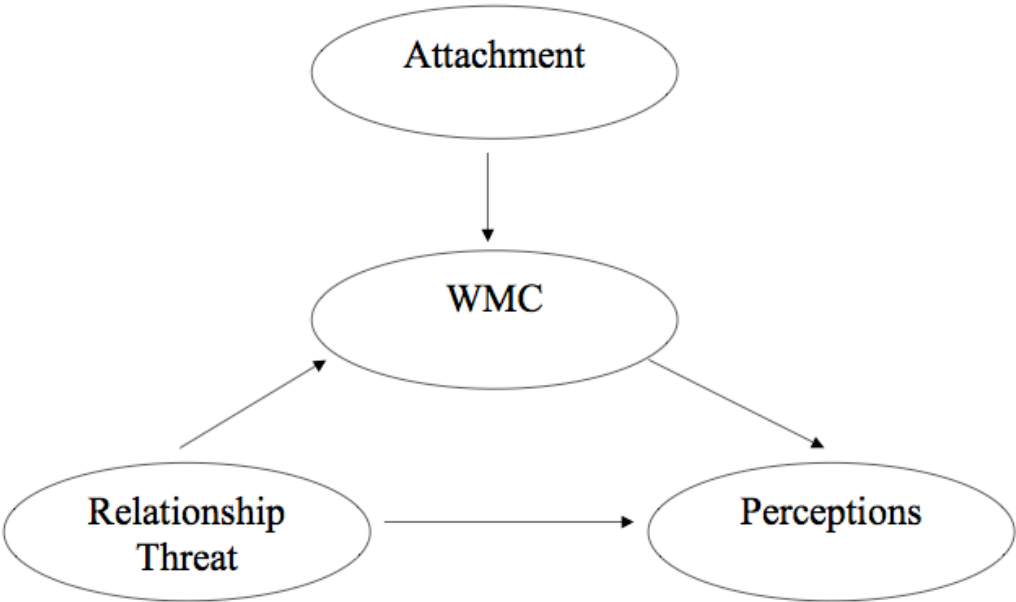 Attachment
WMC
Relationship
Threat
Perceptions